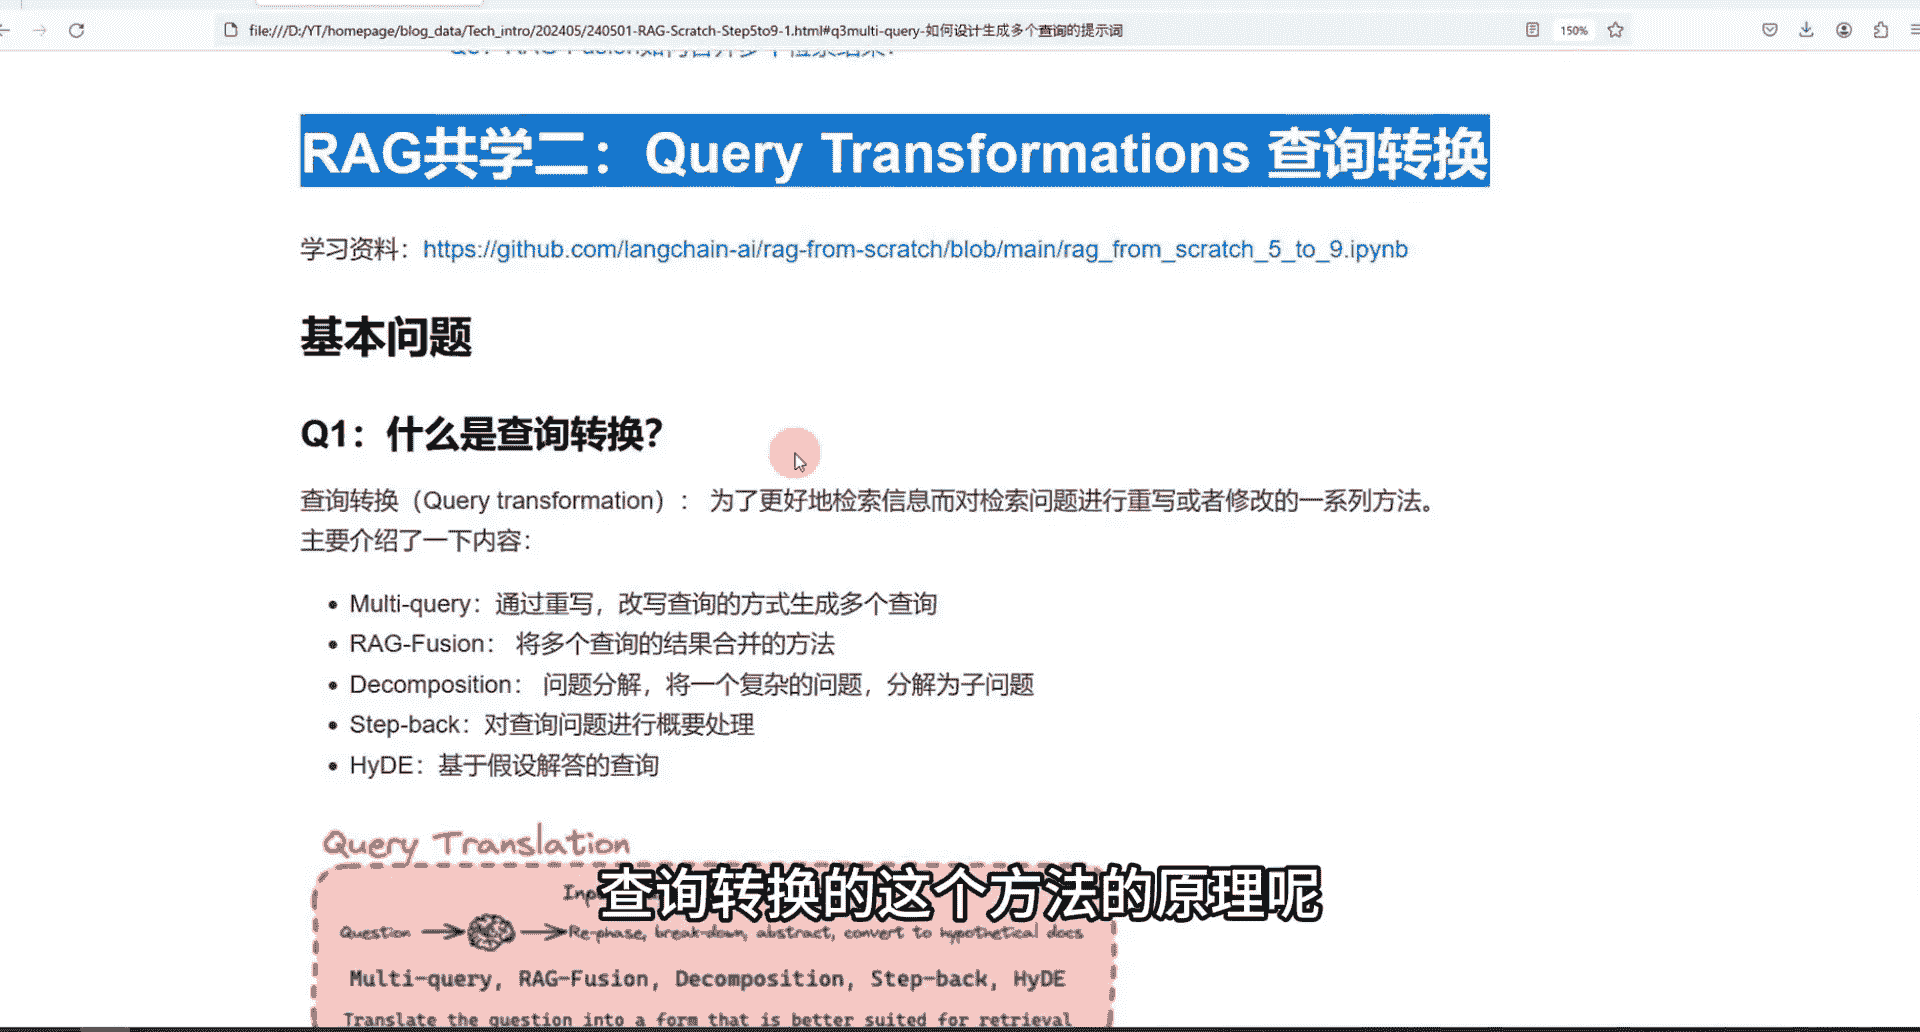 file:///D:/YT/homepage/blog_data/Tech_intro/202405/240501-RAG-Scratch-Step5to9-1.html#q3multi-query-如何设计生成多个查询的提示词
150%
RAG共学二：Query Transformations 查询转换
学习资料：https://github.com/langchain-ai/rag-from-scratch/blob/main/rag_from_scratch_5_to_9.ipynb
基本问题
Q1：什么是查询转换？
查询转换（Query transformation）： 为了更好地检索信息而对检索问题进行重写或者修改的一系列方法。
主要介绍了一下内容：
Multi-query：通过重写，改写查询的方式生成多个查询
RAG-Fusion： 将多个查询的结果合并的方法
Decomposition： 问题分解，将一个复杂的问题，分解为子问题
Step-back：对查询问题进行概要处理
HyDE：基于假设解答的查询
Query Translation
查询转换的这个方法的原理呢
Question
Re-phase, break-down, abstract, convert to hypothetical docs
Multi-query, RAG-Fusion, Decomposition, Step-back, HyDE
Translate the question into a form that is better suited for retrieval